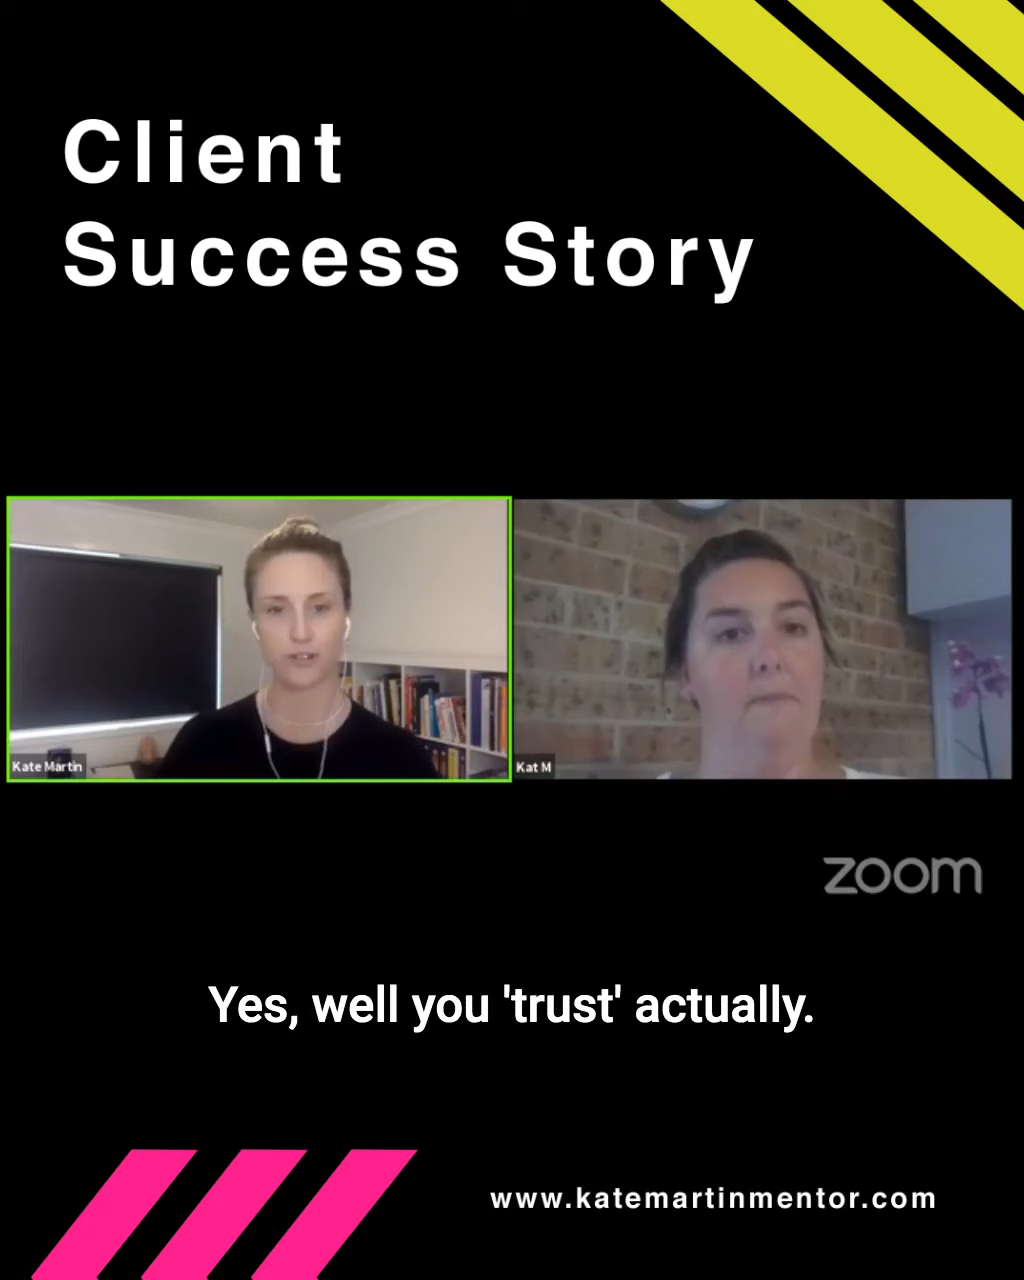 Client
Success Story
Kate Martin
Kat M
zoom
Yes, well you 'trust' actually.
www.katemartinmentor.com